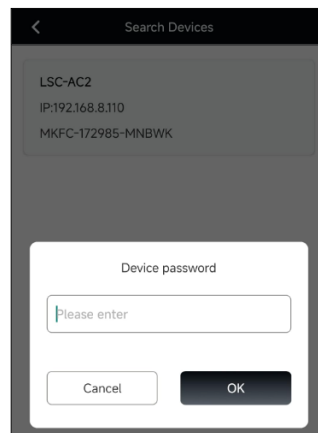 Search Devices
LSC-AC2
IP:192.168.8.110
MKFC-172985-MNBWK
Device password
Please enter
Cancel
OK